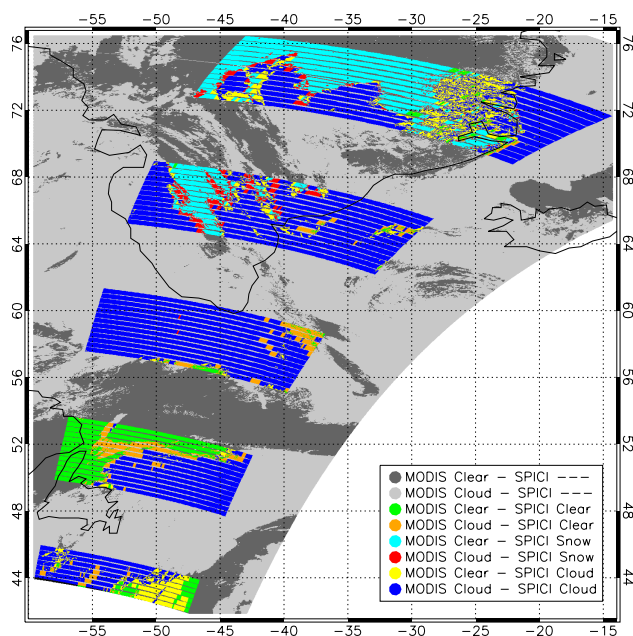 −55 −50 −45 −40 −35 −30 −25 −20 −15
76 76
72 72
68 68
64 64
60 60
56 56
52 52
48 48
44 44
MODIS Clear − SPICI −−−
MODIS Cloud − SPICI −−−
MODIS Clear − SPICI Clear
MODIS Cloud − SPICI Clear
MODIS Clear − SPICI Snow
MODIS Cloud − SPICI Snow
MODIS Clear − SPICI Cloud
MODIS Cloud − SPICI Cloud
−55 −50 −45 −40 −35 −30 −25 −20 −15